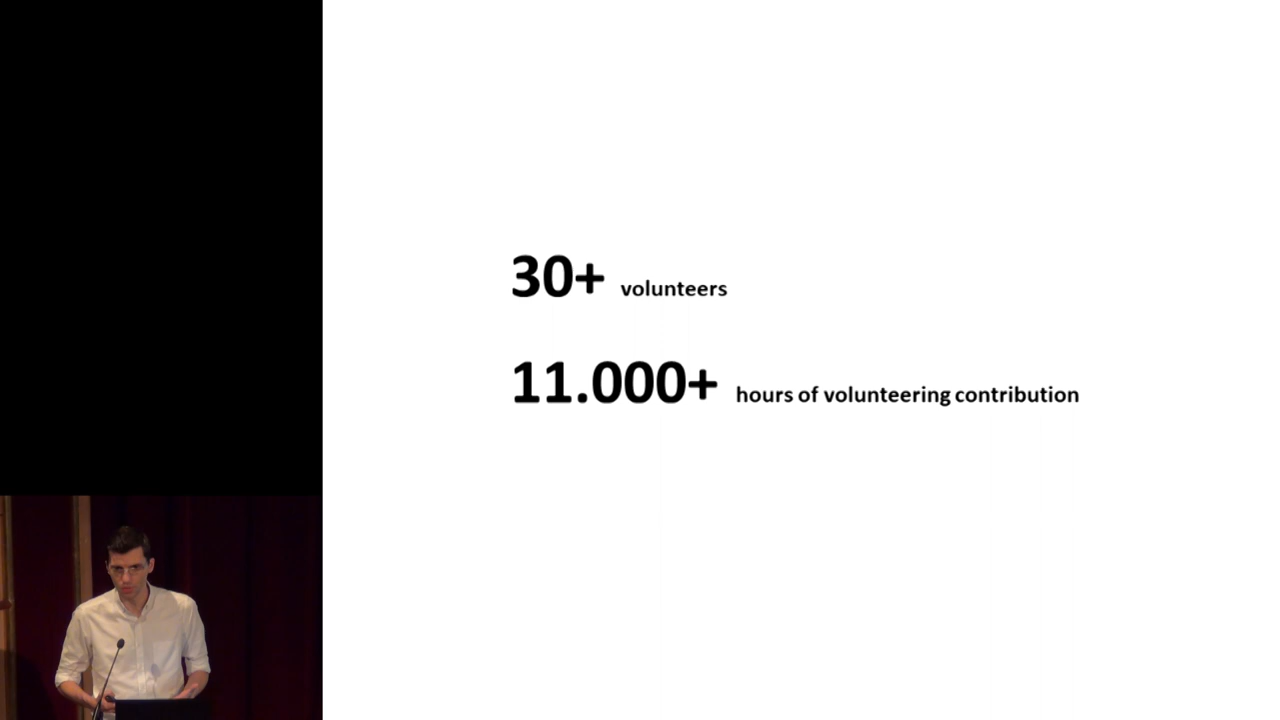 30+ volunteers
11.000+ hours of volunteering contribution